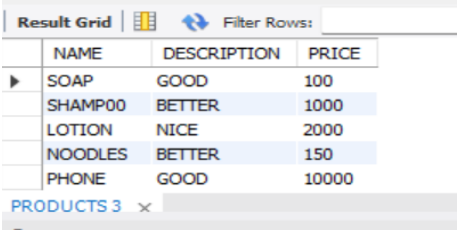 Result Grid Filter Rows:
NAME DESCRIPTION PRICE
SOAP GOOD 100
SHAMP00 BETTER 1000
LOTION NICE 2000
NOODLES BETTER 150
PHONE GOOD 10000
PRODUCTS 3 ×